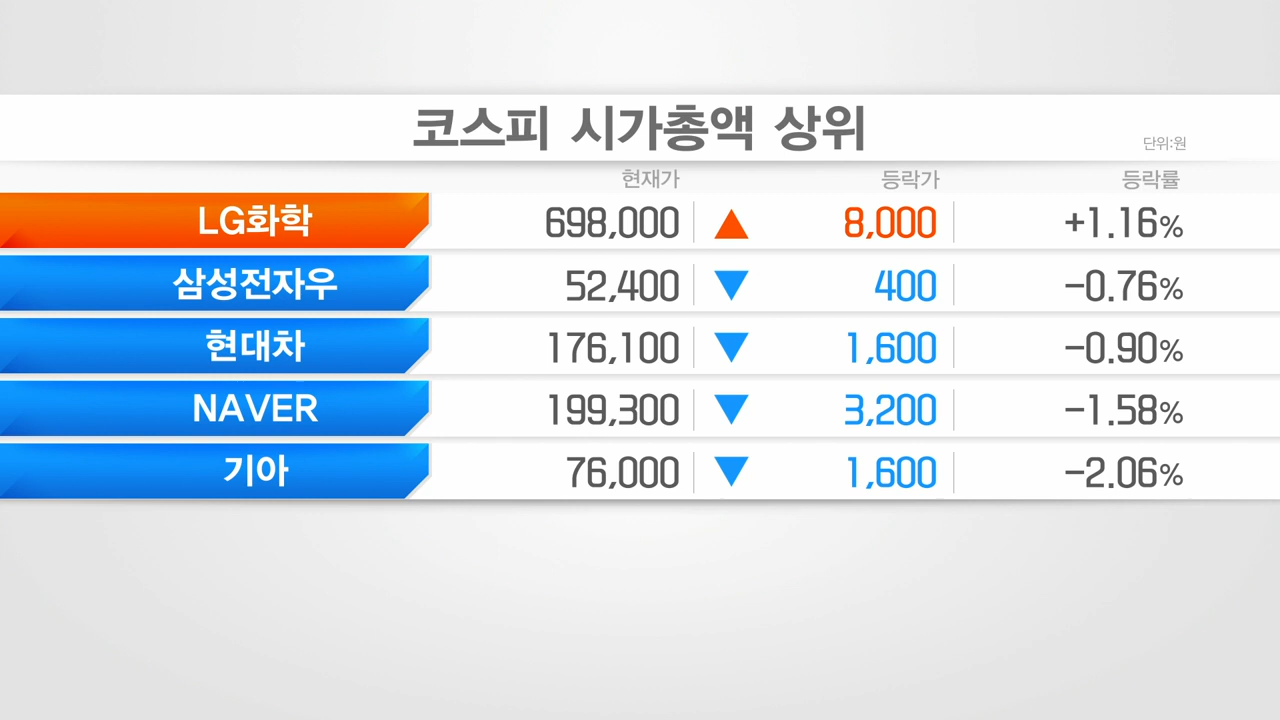 코스피 시가총액 상위
단위:원
현재가 등락가 등락률
LG화학 698,000 ▲ 8,000 +1.16%
삼성전자우 52,400 ▼ 400 -0.76%
현대차 176,100 ▼ 1,600 -0.90%
NAVER 199,300 ▼ 3,200 -1.58%
기아 76,000 ▼ 1,600 -2.06%